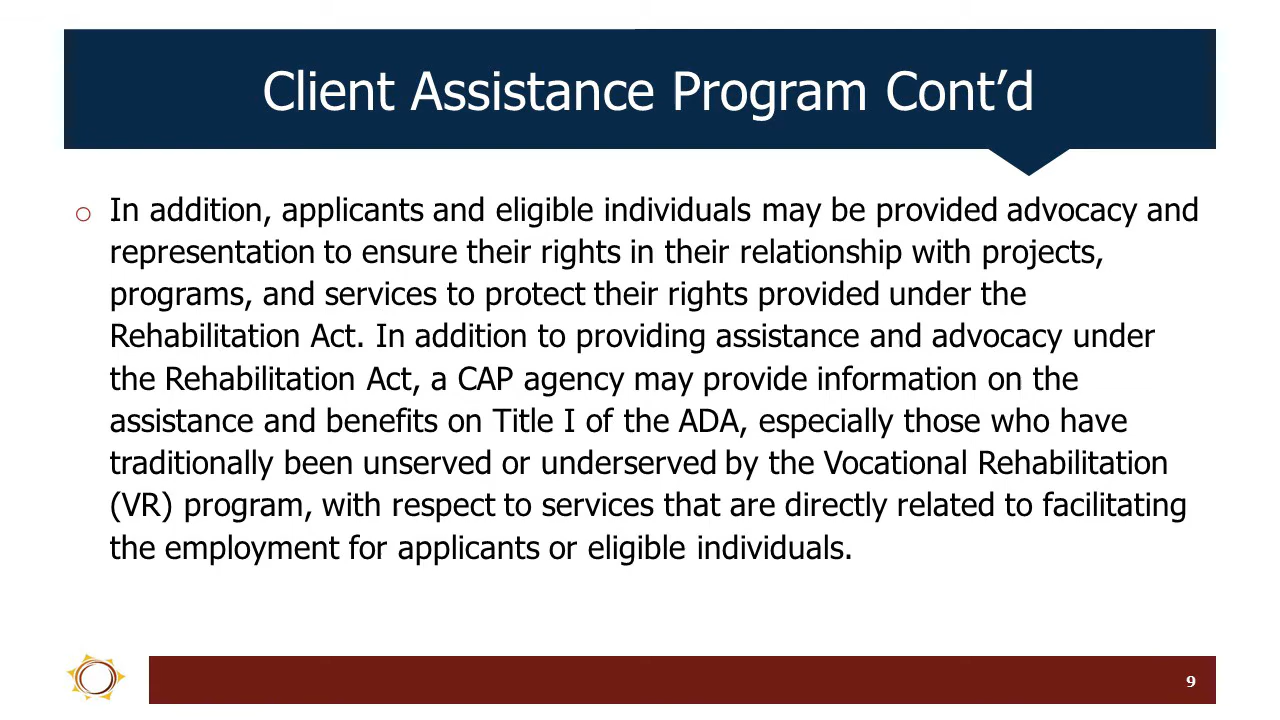 Client Assistance Program Cont’d
o In addition, applicants and eligible individuals may be provided advocacy and
representation to ensure their rights in their relationship with projects,
programs, and services to protect their rights provided under the
Rehabilitation Act. In addition to providing assistance and advocacy under
the Rehabilitation Act, a CAP agency may provide information on the
assistance and benefits on Title I of the ADA, especially those who have
traditionally been unserved or underserved by the Vocational Rehabilitation
(VR) program, with respect to services that are directly related to facilitating
the employment for applicants or eligible individuals.
9